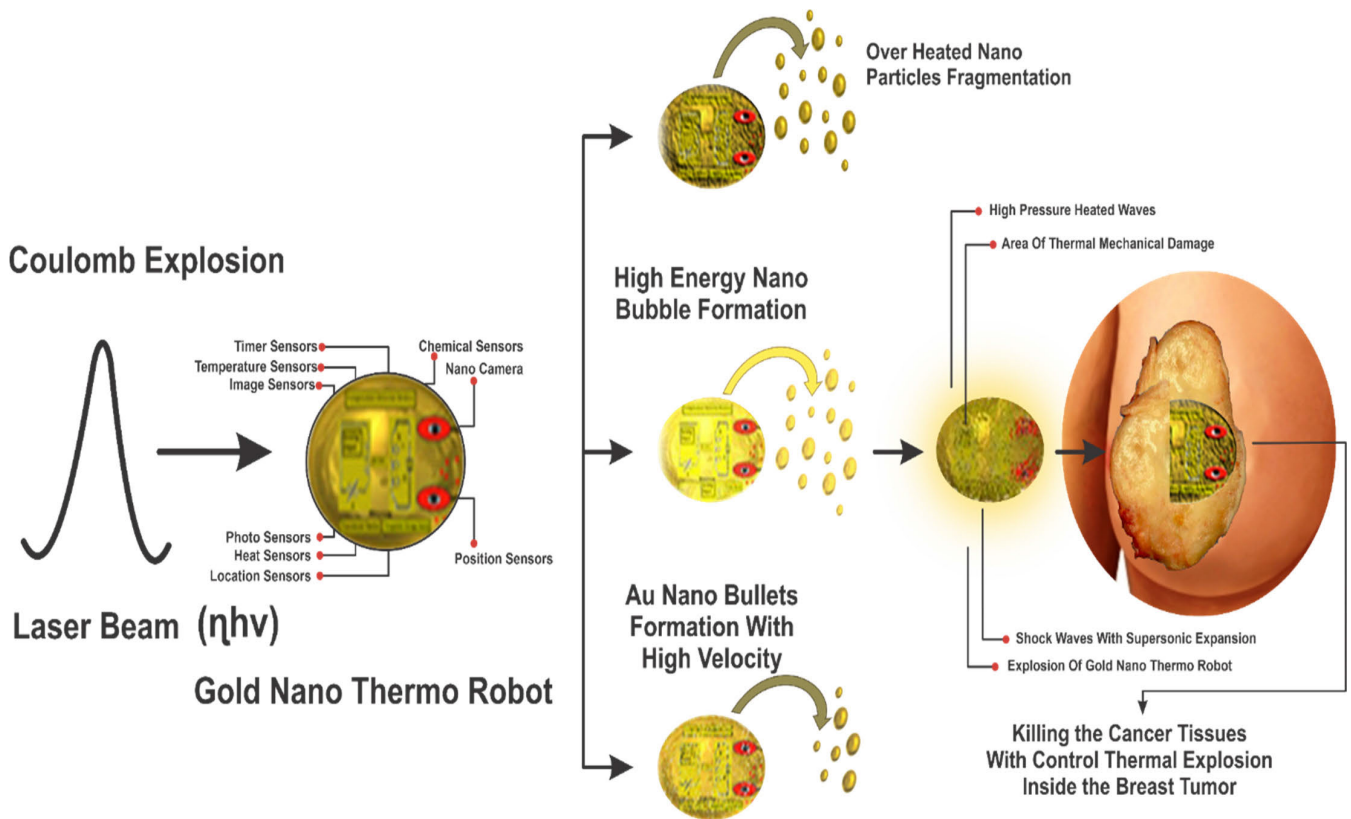 Over Heated Nano
Particles Fragmentation
High Pressure Heated Waves
Area Of Thermal Mechanical Damage
Coulomb Explosion
High Energy Nano
Bubble Formation
Timer Sensors
Chemical Sensors
Temperature Sensors
Nano Camera
Image Sensors
Photo Sensors
Heat Sensors
Position Sensors
Location Sensors
Au Nano Bullets
Formation With
High Velocity
Laser Beam (ηhν)
Gold Nano Thermo Robot
Shock Waves With Supersonic Expansion
Explosion Of Gold Nano Thermo Robot
Killing the Cancer Tissues
With Control Thermal Explosion
Inside the Breast Tumor